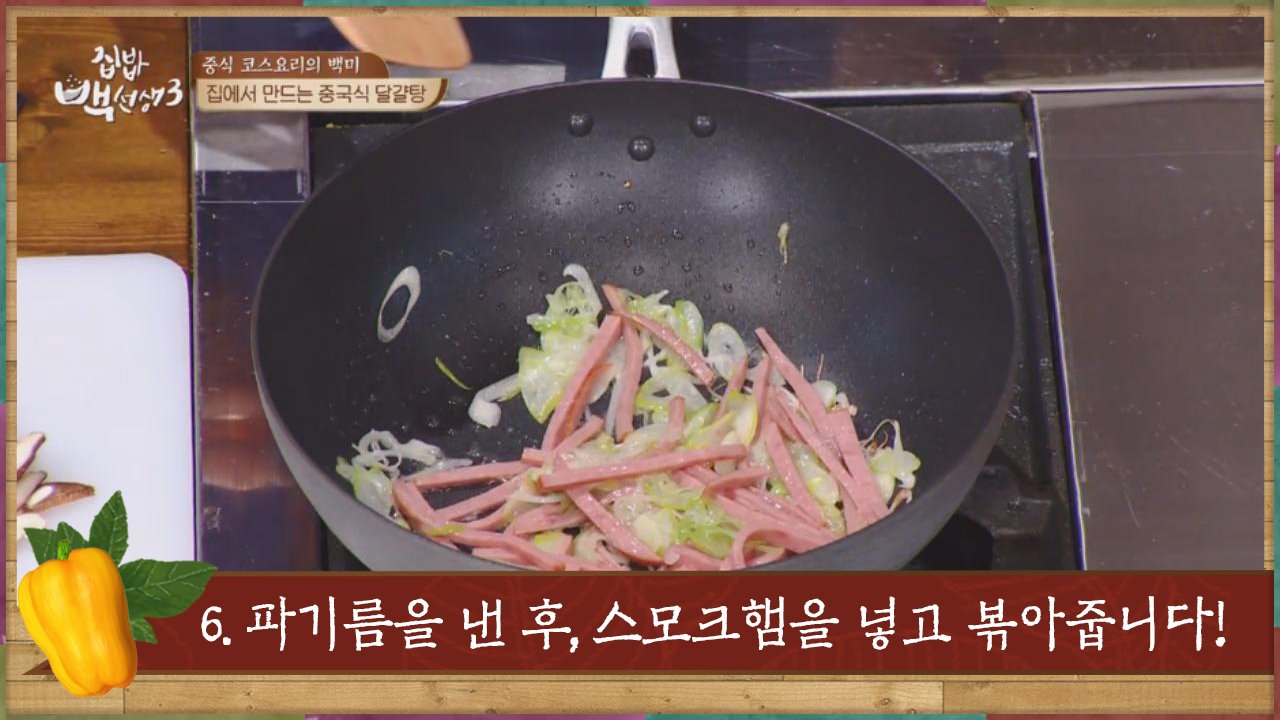 집밥
백선생3
중식 코스요리의 백미
집에서 만드는 중국식 달걀탕
6. 파기름을 낸 후, 스모크햄을 넣고 볶아줍니다!